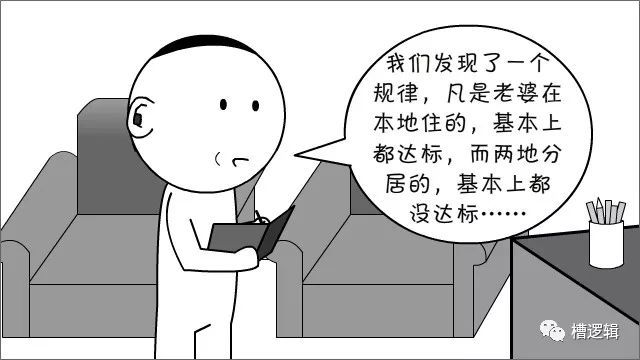 我们发现了一个
规律，凡是老婆在
本地住的，基本上
都达标，而两地分
居的，基本上都
没达标……
槽逻辑